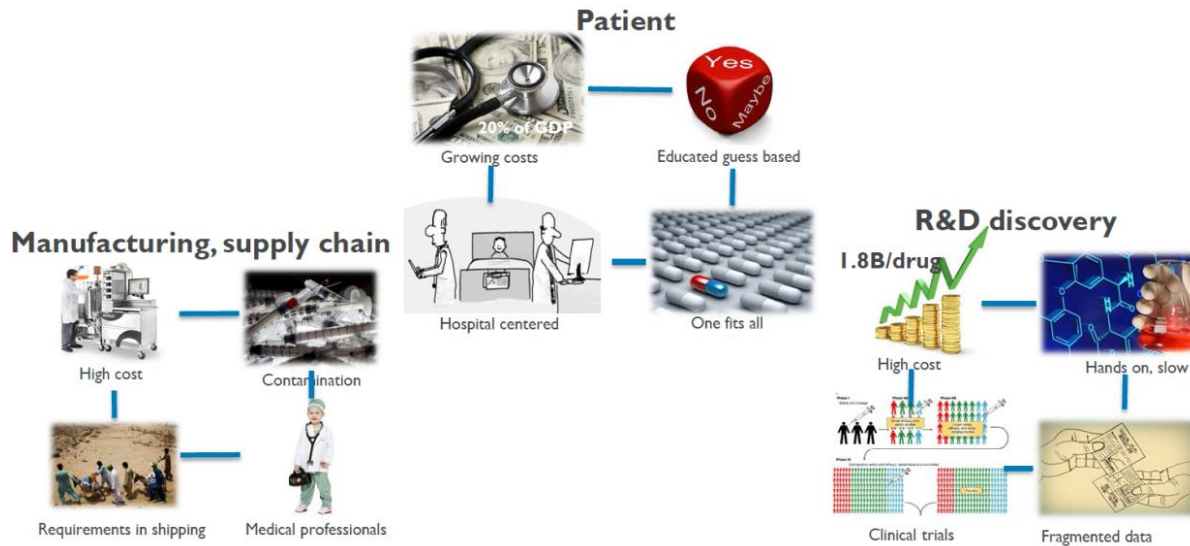 Patient
Yes
No
Maybe
20% of GDP
Growing costs
Educated guess based
Manufacturing, supply chain
R&D discovery
1.8B/drug
Hospital centered
One fits all
High cost
Contamination
High cost
Hands on, slow
Phase I
Requirements in shipping
Medical professionals
Clinical trials
Fragmented data